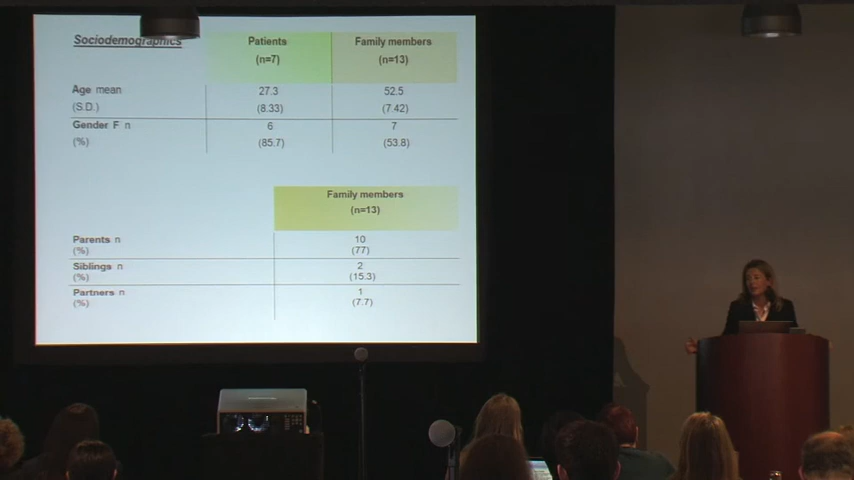 Sociodemographics
Patients Family members
(n=7) (n=13)
Age mean 27.3 52.5
(S.D.) (8.33) (7.42)
Gender F n 6 7
(%) (85.7) (53.8)
Family members
(n=13)
Parents n 10
(%) (77)
Siblings n 2
(%) (15.3)
Partners n 1
(%) (7.7)